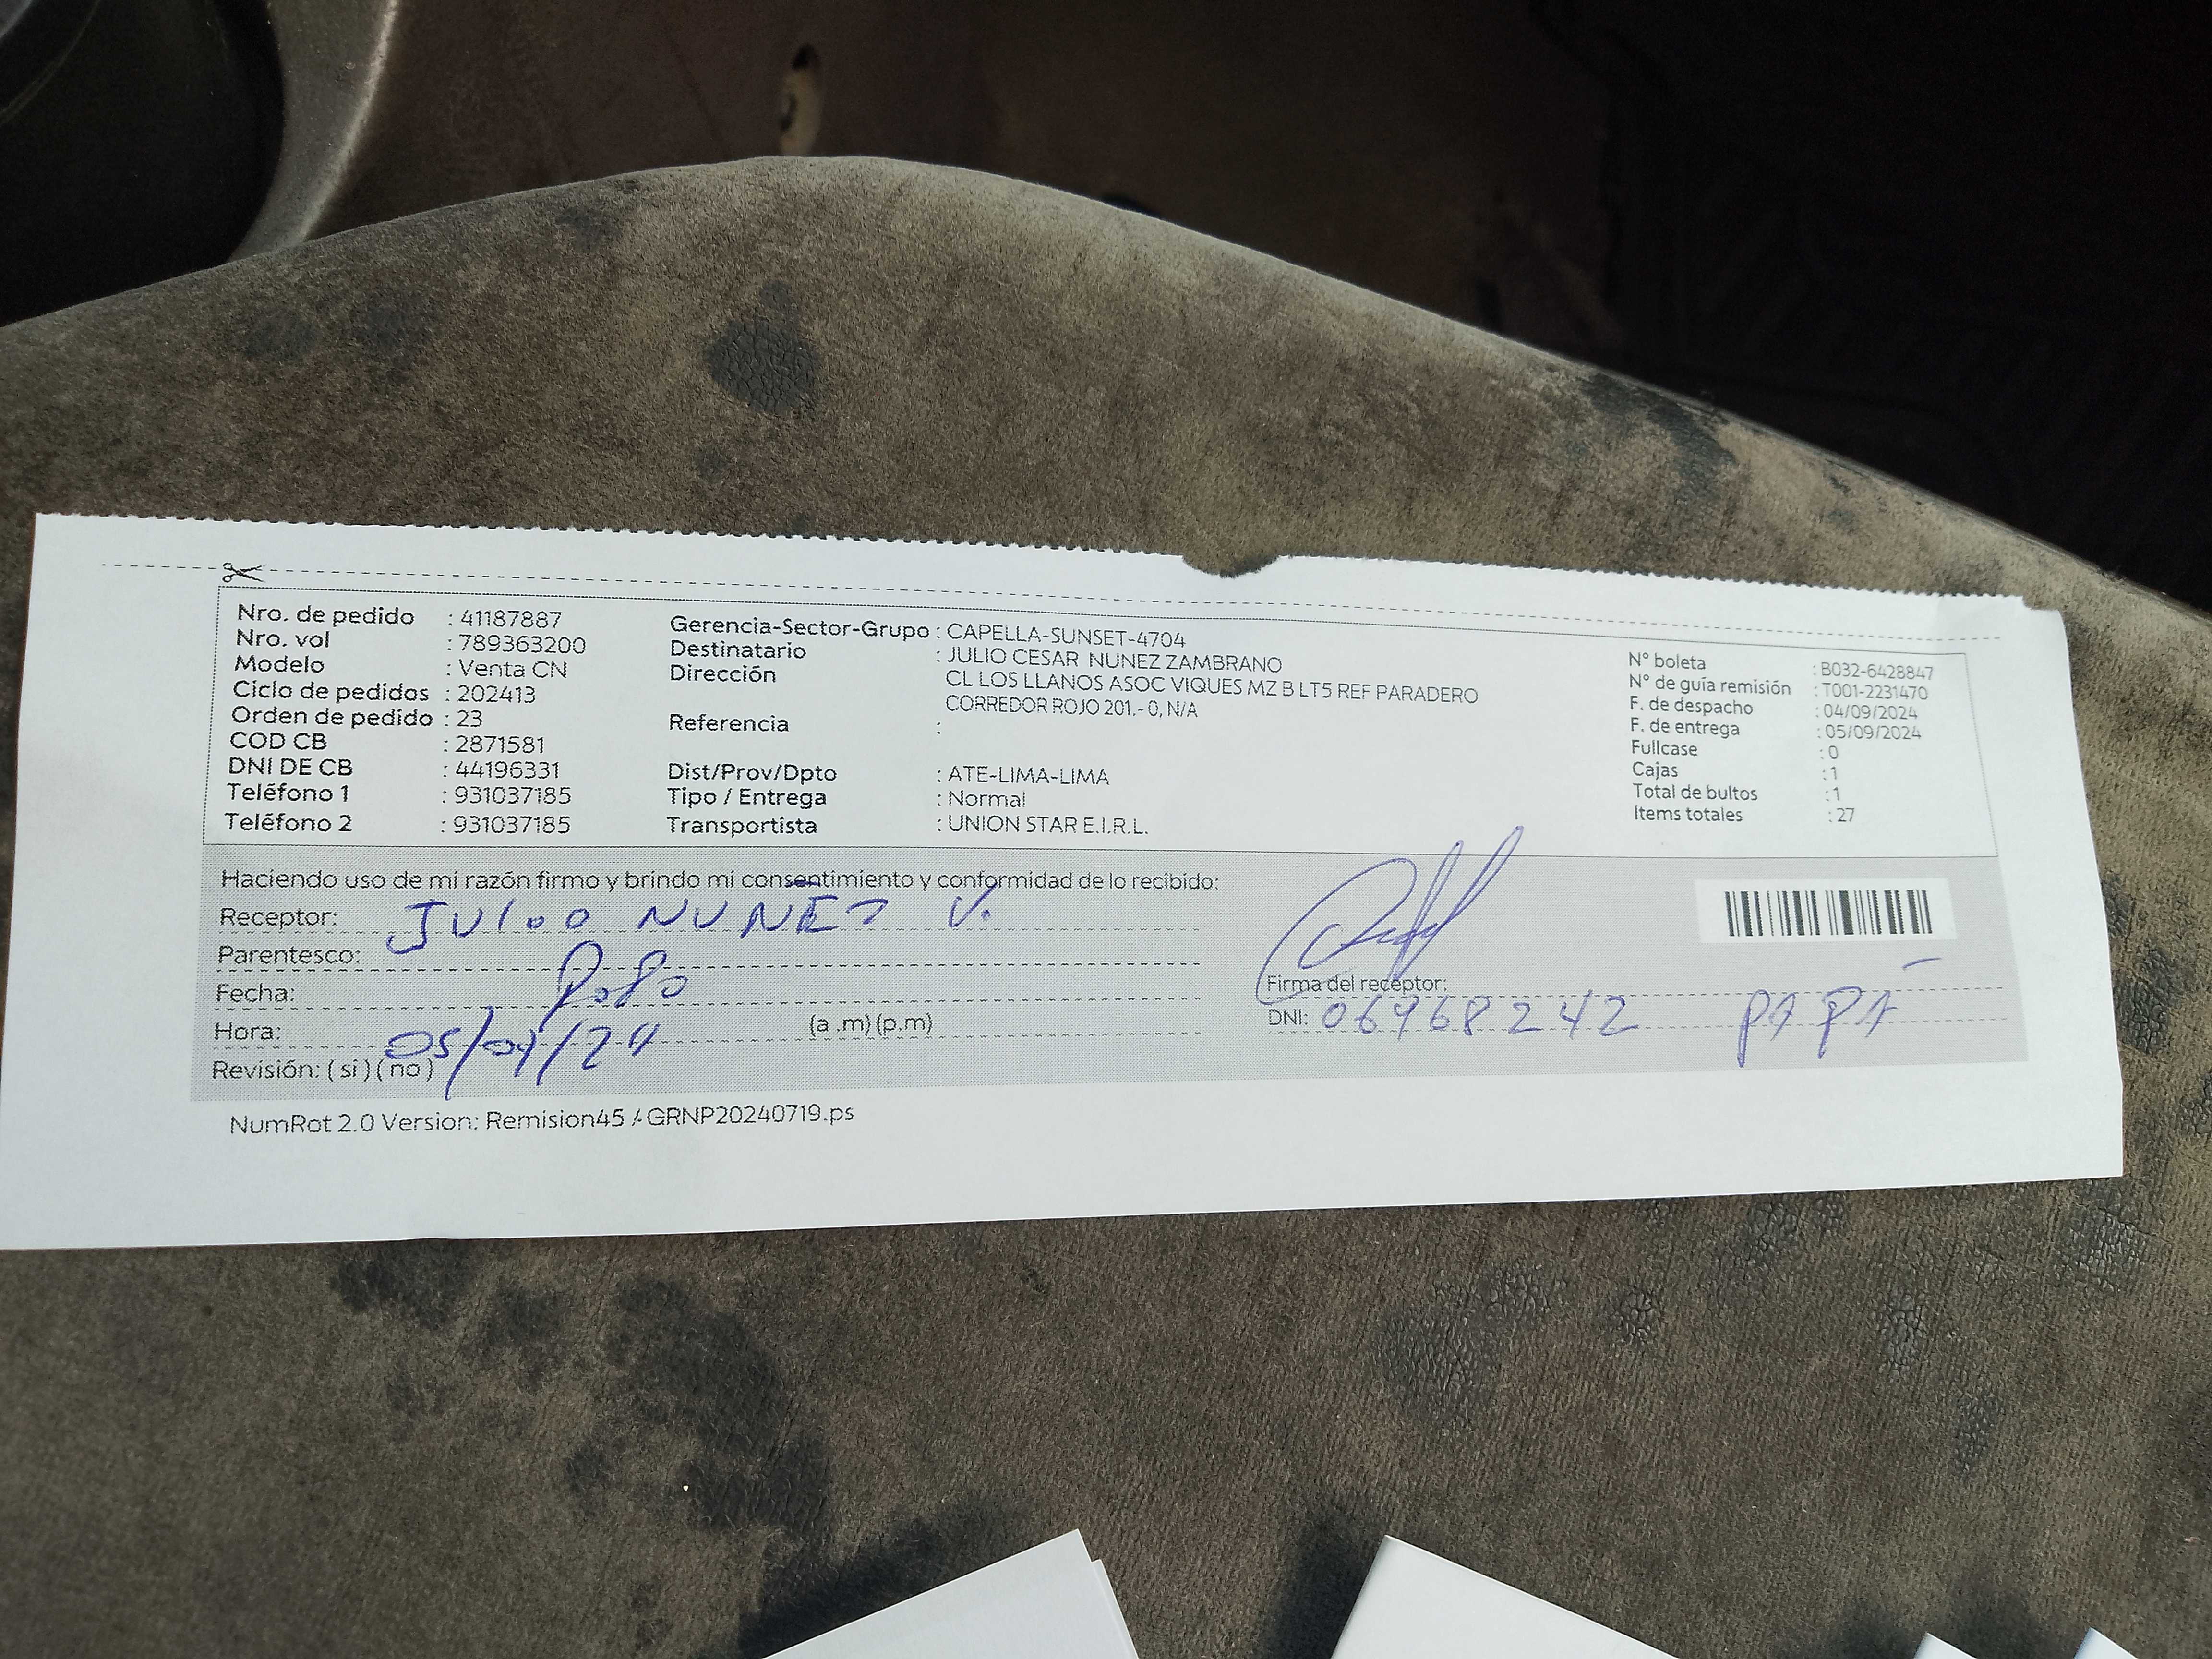 Nro. de pedido : 41187887
Nro. vol : 789363200
Modelo : Venta CN
Ciclo de pedidos : 202413
Orden de pedido : 23
COD CB : 2871581
DNI DE CB : 44196331
Teléfono 1 : 931037185
Teléfono 2 : 931037185
Gerencia-Sector-Grupo : CAPELLA-SUNSET-4704
Destinatario : JULIO CESAR NUNEZ ZAMBRANO
Dirección CL LOS LLANOS ASOC VIQUES MZ B LT5 REF PARADERO
CORREDOR ROJO 201.- 0, N/A
Referencia :
Dist/Prov/Dpto : ATE-LIMA-LIMA
Tipo / Entrega : Normal
Transportista : UNION STAR E.I.R.L.
N° boleta : B032-6428847
N° de guía remisión : T001-2231470
F. de despacho : 04/09/2024
F. de entrega : 05/09/2024
Fullcase : 0
Cajas : 1
Total de bultos : 1
Items totales : 27
Haciendo uso de mi razón firmo y brindo mi consentimiento y conformidad de lo recibido:
Receptor: JULIO NUÑEZ V.
Parentesco:
Fecha:
Hora: 05/09/24 (a .m) (p.m)
Revisión: ( si ) ( no )
Firma del receptor:
DNI: 06968242 PAPA
NumRot 2.0 Version: Remision45 / GRNP20240719.ps